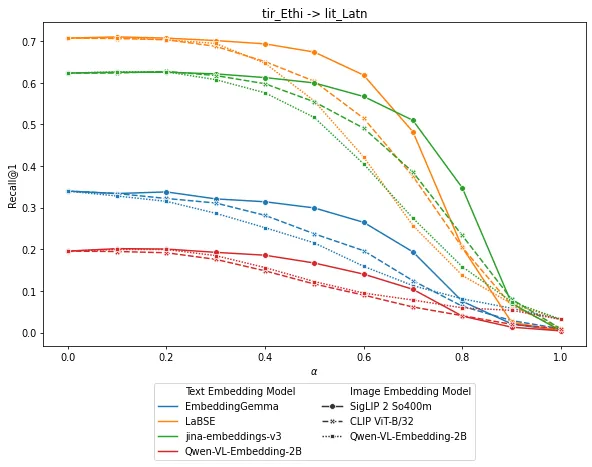 tir_Ethi -> lit_Latn
Recall@1
0.7
0.6
0.5
0.4
0.3
0.2
0.1
0.0
0.0 0.2 0.4 0.6 0.8 1.0
α
Text Embedding Model Image Embedding Model
EmbeddingGemma SigLIP 2 So400m
LaBSE CLIP ViT-B/32
jina-embeddings-v3 Qwen-VL-Embedding-2B
Qwen-VL-Embedding-2B